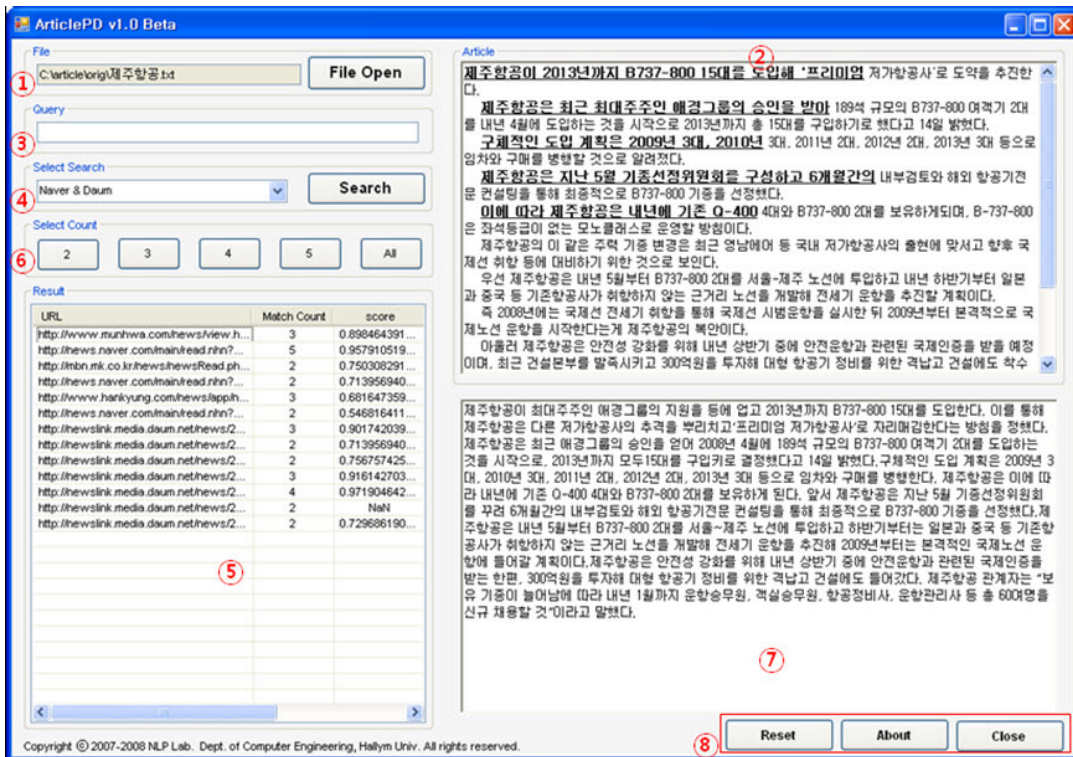 ArticlePD v1.0 Beta
File
① C:\article\orig\제주항공.txt
File Open
Query
③
Select Search
④ Naver & Daum
Search
Select Count
⑥ 2 3 4 5 All
Result
URL Match Count score
http://www.munhwa.com/news/view.h... 3 0.898464391...
http://news.naver.com/main/read.nhn?... 5 0.957910519...
http://mbn.mk.co.kr/news/newsRead.ph... 2 0.750308291...
http://news.naver.com/main/read.nhn?... 2 0.713956940...
http://www.hankyung.com/news/app/n... 3 0.681647359...
http://news.naver.com/main/read.nhn?... 2 0.546816411...
http://newslink.media.daum.net/news/2... 3 0.901742039...
http://newslink.media.daum.net/news/2... 2 0.713956940...
http://newslink.media.daum.net/news/2... 2 0.756757425...
http://newslink.media.daum.net/news/2... 3 0.916142703...
http://newslink.media.daum.net/news/2... 4 0.971904642...
http://newslink.media.daum.net/news/2... 2 NaN
http://newslink.media.daum.net/news/2... 2 0.729686190...
⑤
Article
②
제주항공이 2013년까지 B737-800 15대를 도입해 '프리미엄 저가항공사'로 도약을 추진한
다.
제주항공은 최근 최대주주인 애경그룹의 승인을 받아 189석 규모의 B737-800 여객기 2대
를 내년 4월에 도입하는 것을 시작으로 2013년까지 총 15대를 구입하기로 했다고 14일 밝혔다.
구체적인 도입 계획은 2009년 3대, 2010년 3대, 2011년 2대, 2012년 2대, 2013년 3대 등으로
임차와 구매를 병행할 것으로 알려졌다.
제주항공은 지난 5월 기종선정위원회를 구성하고 6개월간의 내부검토와 해외 항공기전
문 컨설팅을 통해 최종적으로 B737-800 기종을 선정했다.
이에 따라 제주항공은 내년에 기존 Q-400 4대와 B737-800 2대를 보유하게되며, B-737-800
은 좌석등급이 없는 모노클래스로 운영할 방침이다.
제주항공의 이 같은 주력 기종 변경은 최근 영남에어 등 국내 저가항공사의 출현에 맞서고 향후 국
제선 취항 등에 대비하기 위한 것으로 보인다.
우선 제주항공은 내년 5월부터 B737-800 2대를 서울-제주 노선에 투입하고 내년 하반기부터 일본
과 중국 등 기존항공사가 취항하지 않는 근거리 노선을 개발해 전세기 운항을 추진할 계획이다.
즉 2008년에는 국제선 전세기 취항을 통해 국제선 시범운항을 실시한 뒤 2009년부터 본격적으로 국
제노선 운항을 시작한다는게 제주항공의 복안이다.
아울러 제주항공은 안전성 강화를 위해 내년 상반기 중에 안전운항과 관련된 국제인증을 받을 예정
이며, 최근 건설본부를 발족시키고 300억원을 투자해 대형 항공기 정비를 위한 격납고 건설에도 착수
제주항공이 최대주주인 애경그룹의 지원을 등에 업고 2013년까지 B737-800 15대를 도입한다. 이를 통해
제주항공은 다른 저가항공사의 추격을 뿌리치고'프리미엄 저가항공사'로 자리매김한다는 방침을 정했다.
제주항공은 최근 애경그룹의 승인을 얻어 2008년 4월에 189석 규모의 B737-800 여객기 2대를 도입하는
것을 시작으로, 2013년까지 모두15대를 구입키로 결정했다고 14일 밝혔다.구체적인 도입 계획은 2009년 3
대, 2010년 3대, 2011년 2대, 2012년 2대, 2013년 3대 등으로 임차와 구매를 병행한다. 제주항공은 이에 따
라 내년에 기존 Q-400 4대와 B737-800 2대를 보유하게 된다. 앞서 제주항공은 지난 5월 기종선정위원회
를 꾸려 6개월간의 내부검토와 해외 항공기전문 컨설팅을 통해 최종적으로 B737-800 기종을 선정했다.제
주항공은 내년 5월부터 B737-800 2대를 서울~제주 노선에 투입하고 하반기부터는 일본과 중국 등 기존항
공사가 취항하지 않는 근거리 노선을 개발해 전세기 운항을 추진해 2009년부터는 본격적인 국제노선 운
항에 들어갈 계획이다.제주항공은 안전성 강화를 위해 내년 상반기 중에 안전운항과 관련된 국제인증을
받는 한편, 300억원을 투자해 대형 항공기 정비를 위한 격납고 건설에도 들어갔다. 제주항공 관계자는 "보
유 기종이 늘어남에 따라 내년 1월까지 운항승무원, 객실승무원, 항공정비사, 운항관리사 등 총 60여명을
신규 채용할 것"이라고 말했다.
⑦
⑧ Reset About Close
Copyright ⓒ 2007-2008 NLP Lab. Dept. of Computer Engineering, Hallym Univ. All rights reserved.